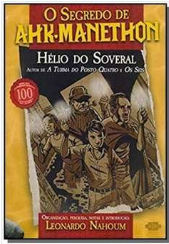 O SEGREDO DE
AHK-MANETHON
HÉLIO DO SOVERAL
AUTOR DE A TURMA DO POSTO QUATRO E OS SEIS
100
ORGANIZAÇÃO, PESQUISA, NOTAS E INTRODUÇÃO:
LEONARDO NAHOUM